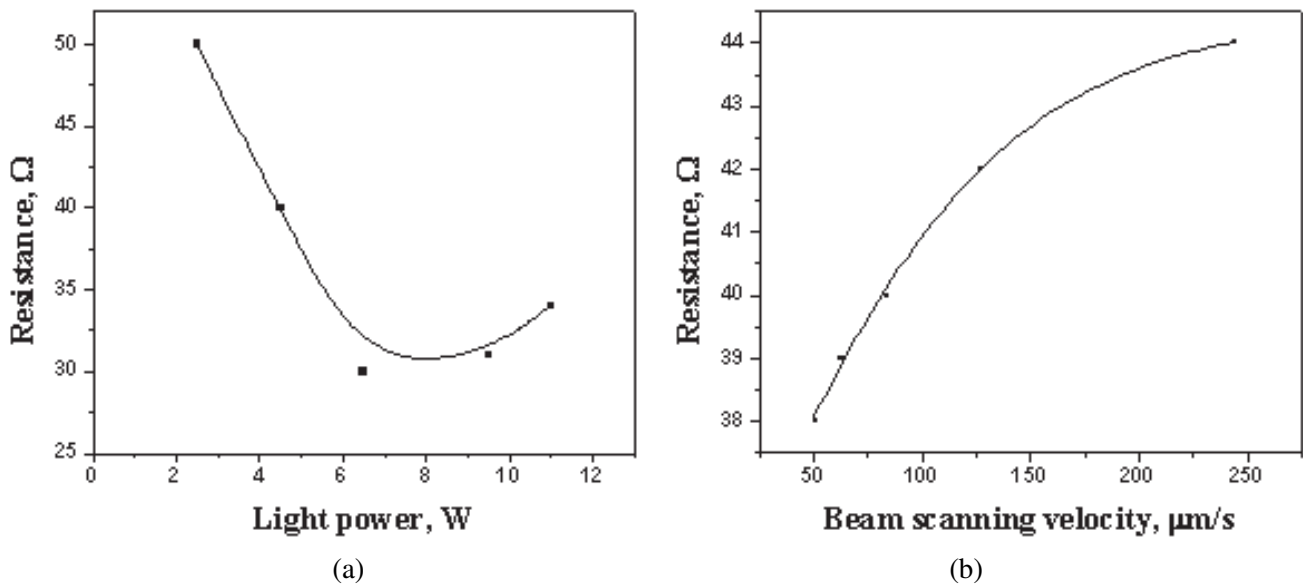 50
45
40
35
30
25
0 2 4 6 8 10 12
Resistance, Ω
Light power, W
(a)
44
43
42
41
40
39
38
50 100 150 200 250
Resistance, Ω
Beam scanning velocity, µm/s
(b)